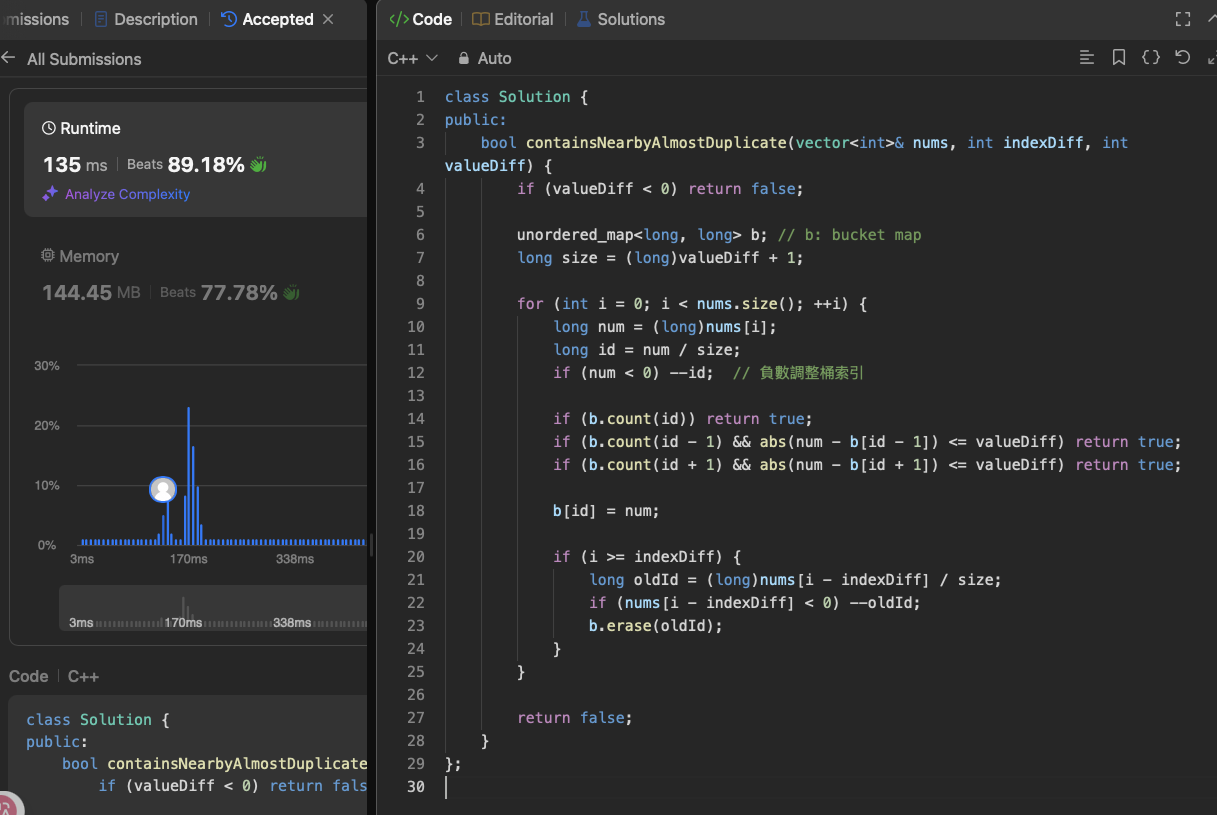 missions
Description
Accepted
All Submissions
Runtime
135 ms
Beats 89.18%
Analyze Complexity
Memory
144.45 MB
Beats 77.78%
30%
20%
10%
0%
3ms 170ms 338ms
3ms 170ms 338ms
Code
C++
class Solution {
public:
    bool containsNearbyAlmostDuplicate
        if (valueDiff < 0) return fals
Code
Editorial
Solutions
C++
Auto
1 class Solution {
2 public:
3     bool containsNearbyAlmostDuplicate(vector<int>& nums, int indexDiff, int
valueDiff) {
4         if (valueDiff < 0) return false;
5
6         unordered_map<long, long> b; // b: bucket map
7         long size = (long)valueDiff + 1;
8
9         for (int i = 0; i < nums.size(); ++i) {
10             long num = (long)nums[i];
11             long id = num / size;
12             if (num < 0) --id;  // 負數調整桶索引
13
14             if (b.count(id)) return true;
15             if (b.count(id - 1) && abs(num - b[id - 1]) <= valueDiff) return true;
16             if (b.count(id + 1) && abs(num - b[id + 1]) <= valueDiff) return true;
17
18             b[id] = num;
19
20             if (i >= indexDiff) {
21                 long oldId = (long)nums[i - indexDiff] / size;
22                 if (nums[i - indexDiff] < 0) --oldId;
23                 b.erase(oldId);
24             }
25         }
26
27         return false;
28     }
29 };
30